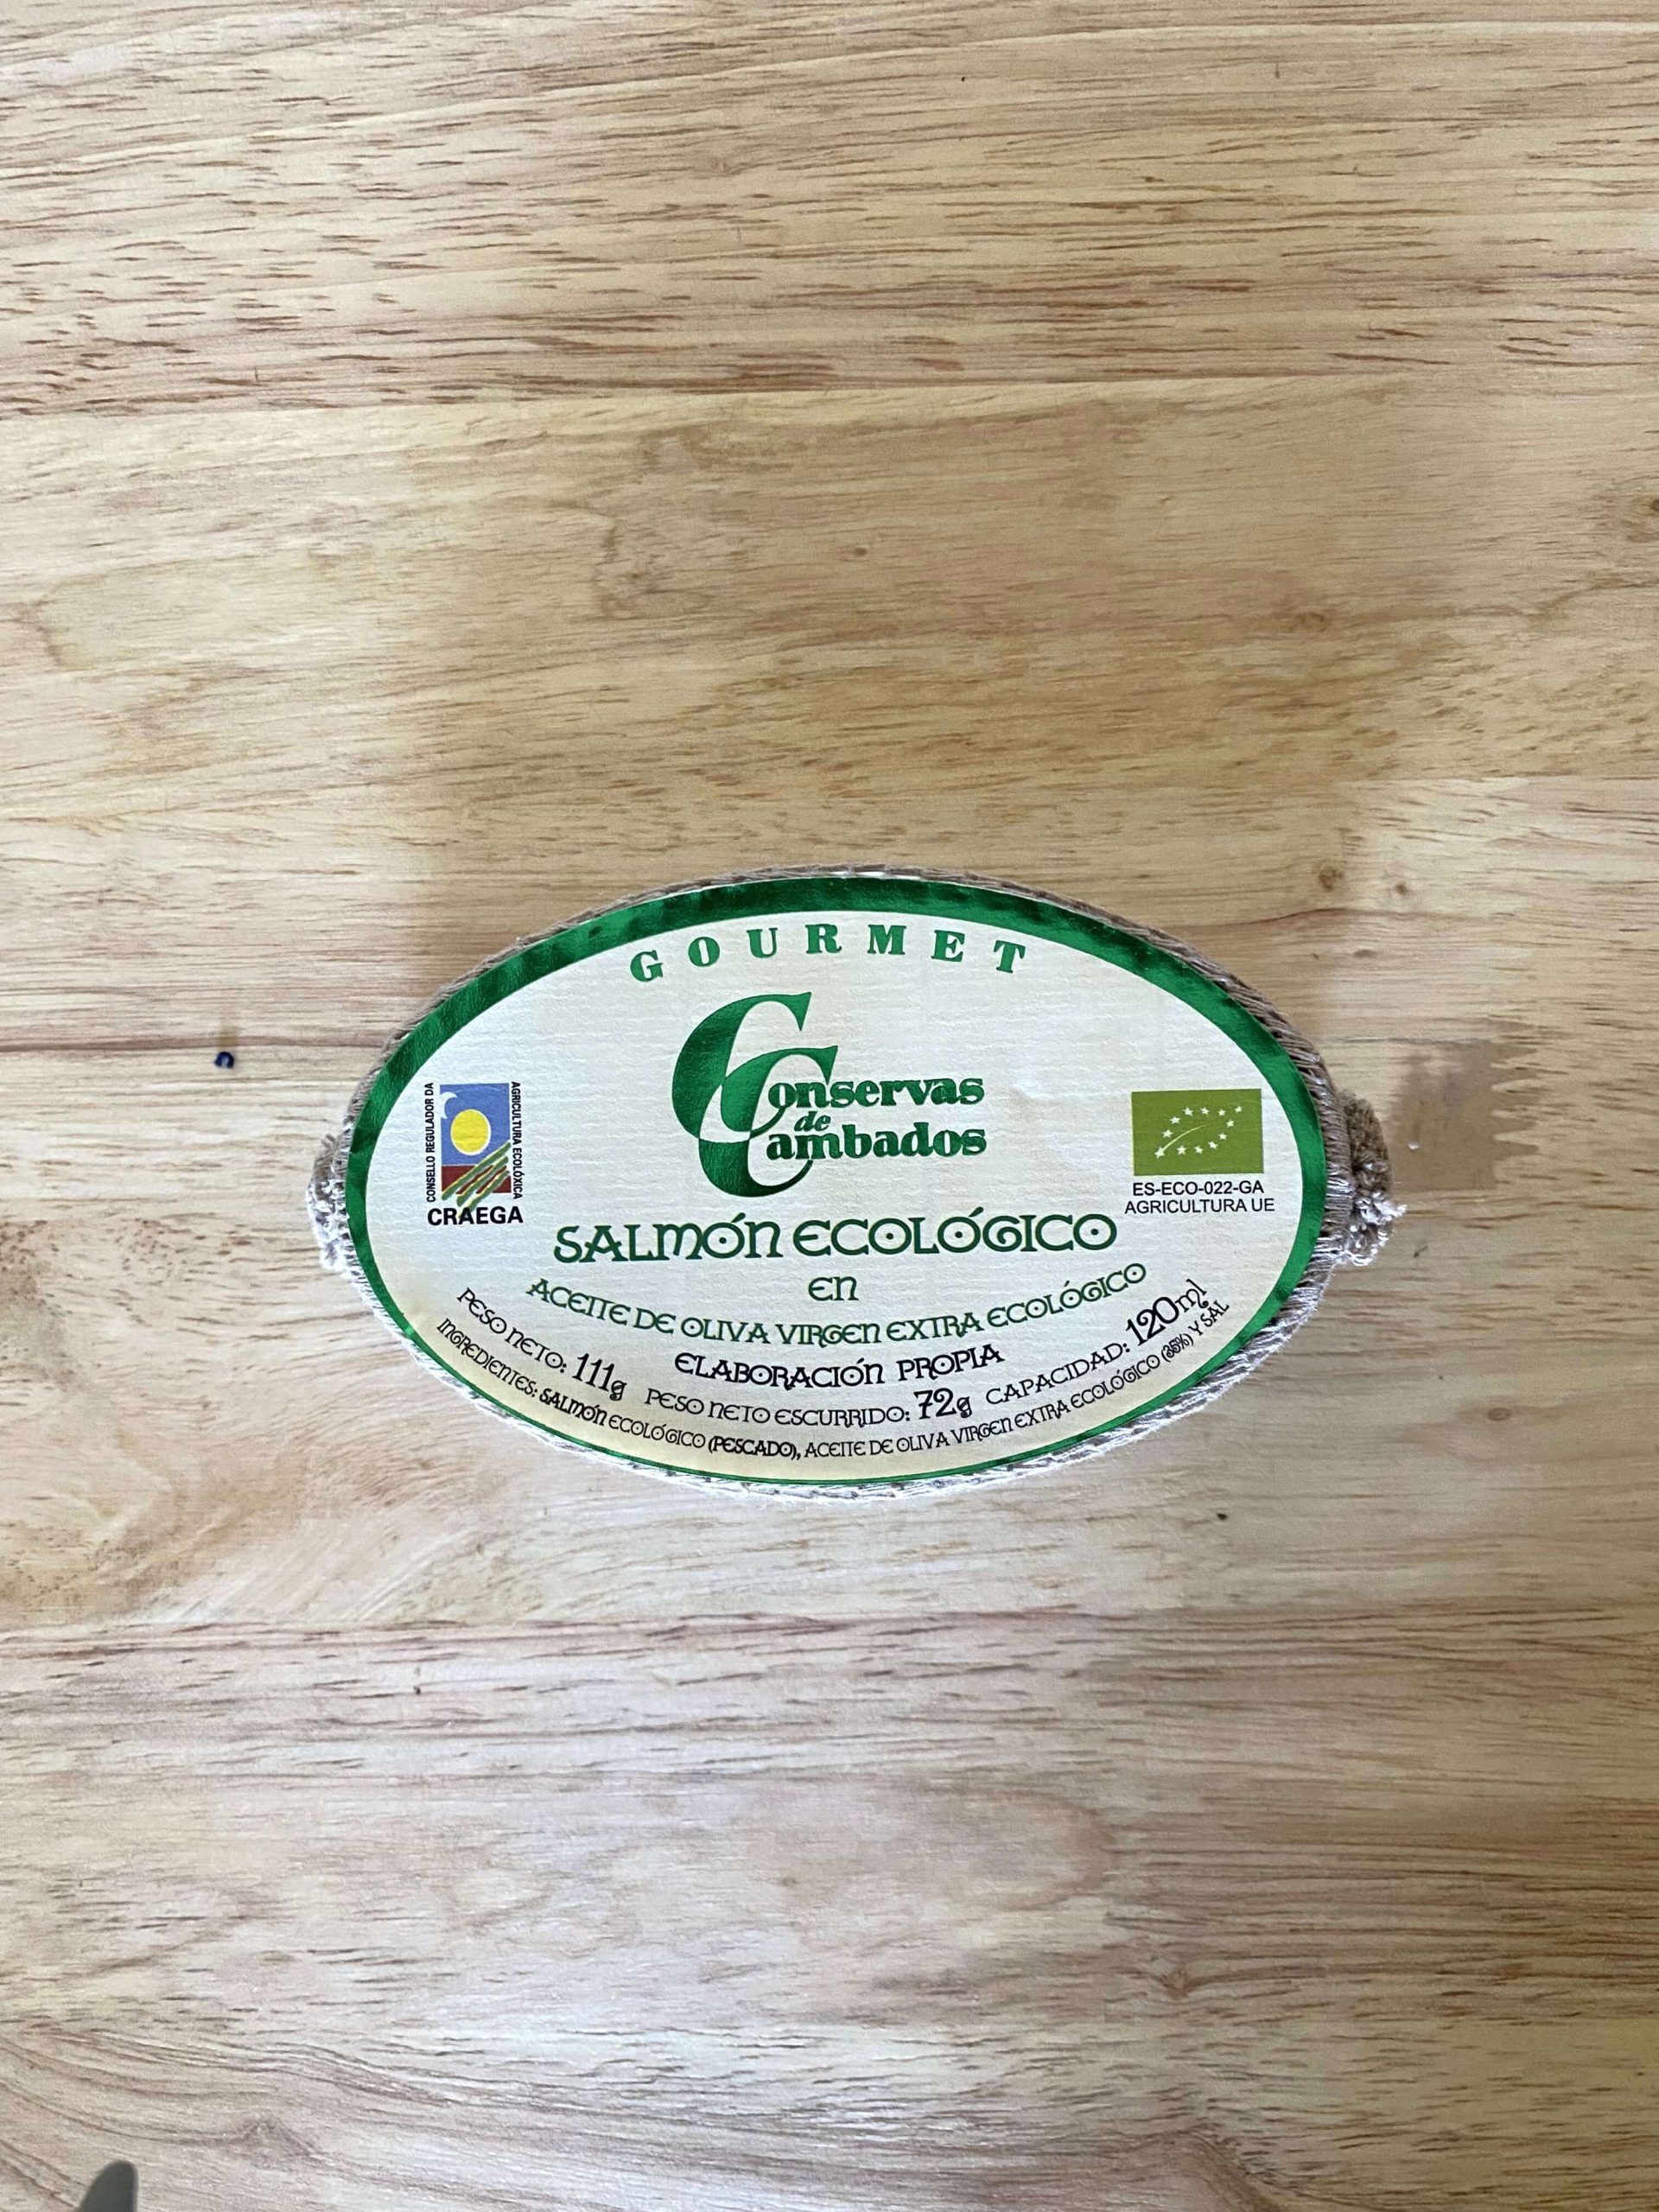 GOURMET
Conservas
de
Cambados
CONSELLO REGULADOR DA
AGRICULTURA ECOLÓXICA
CRAEGA
ES-ECO-022-GA
AGRICULTURA UE
SALMÓN ECOLÓGICO
EN
ACEITE DE OLIVA VIRGEN EXTRA ECOLÓGICO
ELABORACIÓN PROPIA
PESO NETO: 111g PESO NETO ESCURRIDO: 72g CAPACIDAD: 120ml
INGREDIENTES: SALMÓN ECOLÓGICO (PESCADO), ACEITE DE OLIVA VIRGEN EXTRA ECOLÓGICO (35%) Y SAL